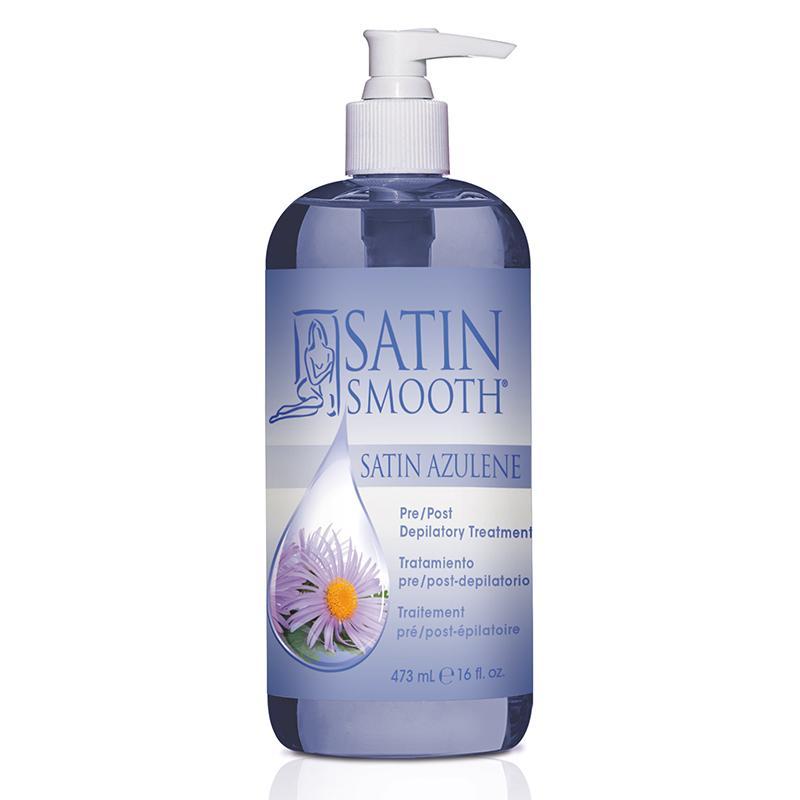 SATIN
SMOOTH®
SATIN AZULENE
Pre/Post
Depilatory Treatment
Tratamiento
pre/post-depilatorio
Traitement
pré/post-épilatoire
473 mL ℮ 16 fl. oz.